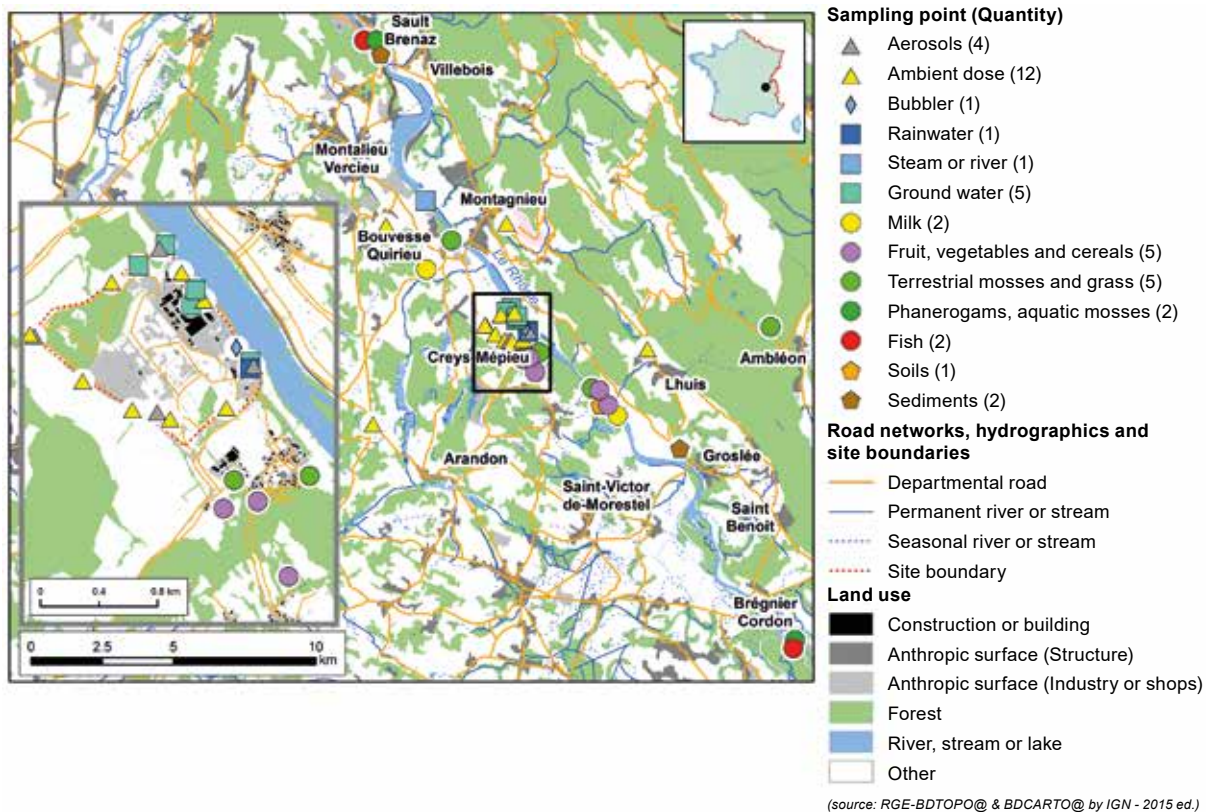 Sault
Brenaz
Villebois
Montalieu
Vercieu
Montagnieu
Bouvesse
Quirieu
Le Rhône
Creys-Mépieu
Ambléon
Lhuis
Arandon
Groslée
Saint-Victor
de-Morestel
Saint
Benoit
Brégnier
Cordon
0 0.4 0.8 km
0 2.5 5 10
km
Sampling point (Quantity)
Aerosols (4)
Ambient dose (12)
Bubbler (1)
Rainwater (1)
Steam or river (1)
Ground water (5)
Milk (2)
Fruit, vegetables and cereals (5)
Terrestrial mosses and grass (5)
Phanerogams, aquatic mosses (2)
Fish (2)
Soils (1)
Sediments (2)
Road networks, hydrographics and
site boundaries
Departmental road
Permanent river or stream
Seasonal river or stream
Site boundary
Land use
Construction or building
Anthropic surface (Structure)
Anthropic surface (Industry or shops)
Forest
River, stream or lake
Other
(source: RGE-BDTOPO@ & BDCARTO@ by IGN - 2015 ed.)